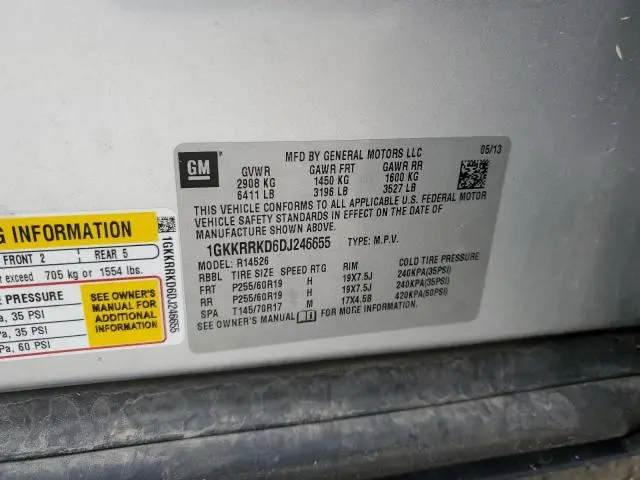 GM
MFD BY GENERAL MOTORS LLC
05/13
GVWR GAWR FRT GAWR RR
2908 KG 1450 KG 1600 KG
6411 LB 3196 LB 3527 LB
THIS VEHICLE CONFORMS TO ALL APPLICABLE U.S. FEDERAL MOTOR
VEHICLE SAFETY STANDARDS IN EFFECT ON THE DATE OF
MANUFACTURE SHOWN ABOVE.
1GKKRRKD6DJ246655 TYPE: M.P.V.
MODEL: R14526
RBBL TIRE SIZE SPEED RTG RIM COLD TIRE PRESSURE
FRT P255/60R19 H 19X7.5J 240KPA(35PSI)
RR P255/60R19 H 19X7.5J 240KPA(35PSI)
SPA T145/70R17 M 17X4.5B 420KPA(60PSI)
SEE OWNER'S MANUAL FOR MORE INFORMATION.
G INFORMATION
FRONT 2 REAR 5
exceed 705 kg or 1554 lbs.
PRESSURE
a, 35 PSI
a, 35 PSI
Pa, 60 PSI
SEE OWNER'S
MANUAL FOR
ADDITIONAL
INFORMATION
1GKKRRKD6DJ246655